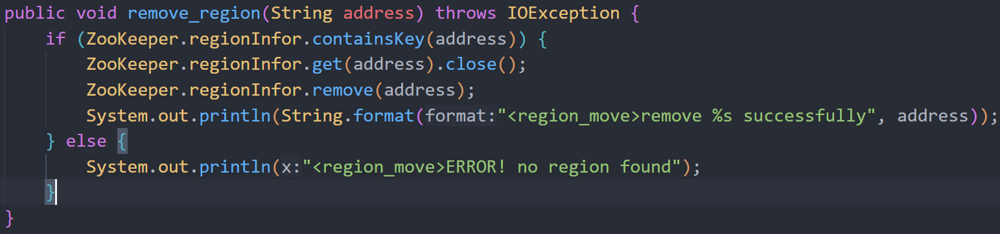 public void remove_region(String address) throws IOException {
    if (ZooKeeper.regionInfor.containsKey(address)) {
        ZooKeeper.regionInfor.get(address).close();
        ZooKeeper.regionInfor.remove(address);
        System.out.println(String.format(format:"<region_move>remove %s successfully", address));
    } else {
        System.out.println(x:"<region_move>ERROR! no region found");
    }
}